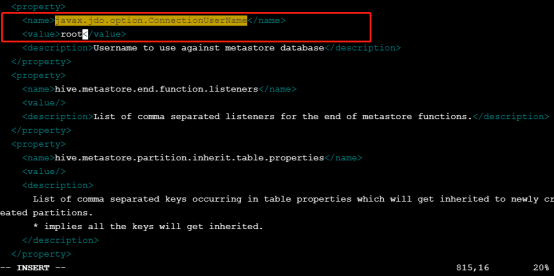 <property>
<name>javax.jdo.option.ConnectionUserName</name>
<value>root</value>
<description>Username to use against metastore database</description>
</property>
<property>
<name>hive.metastore.end.function.listeners</name>
<value/>
<description>List of comma separated listeners for the end of metastore functions.</description>
</property>
<property>
<name>hive.metastore.partition.inherit.table.properties</name>
<value/>
<description>
List of comma separated keys occurring in table properties which will get inherited to newly cr
eated partitions.
* implies all the keys will get inherited.
</description>
</property>
-- INSERT -- 815,16 20%